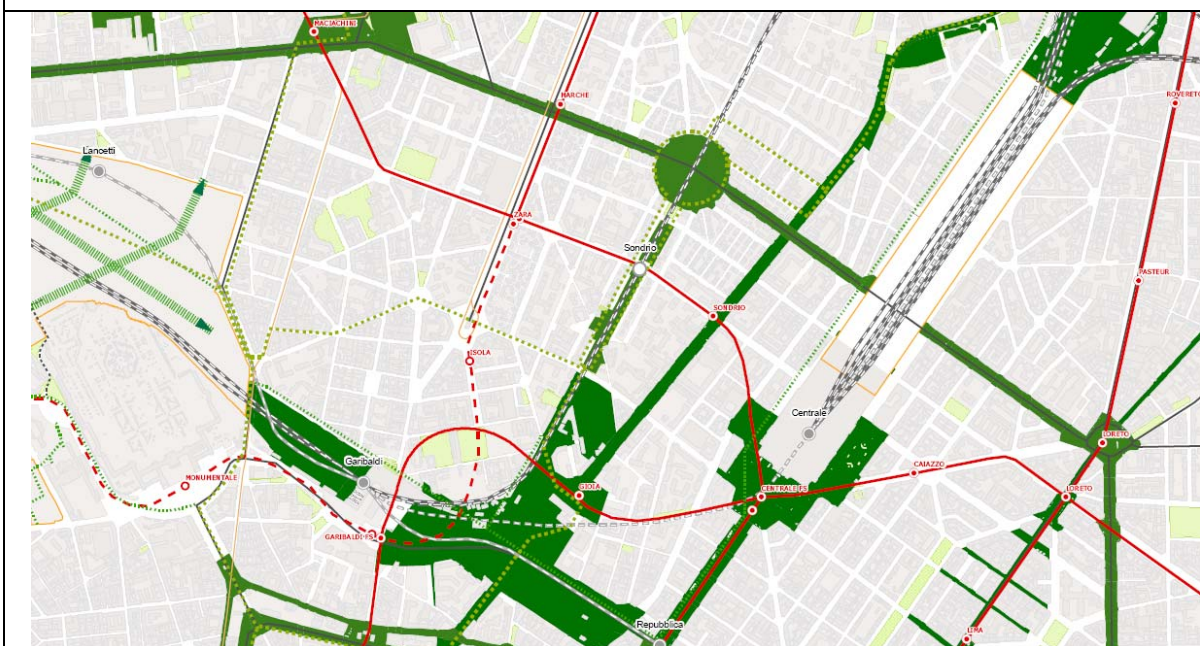 MACIACHINI
MARCHE
ROVERETO
Lancetti
ZARA
Sondrio
PASTEUR
SONDRIO
ISOLA
Centrale
LORETO
Garibaldi
MONUMENTALE
CAIAZZO
GIOIA
CENTRALE FS
LORETO
GARIBALDI FS
Repubblica
LIMA